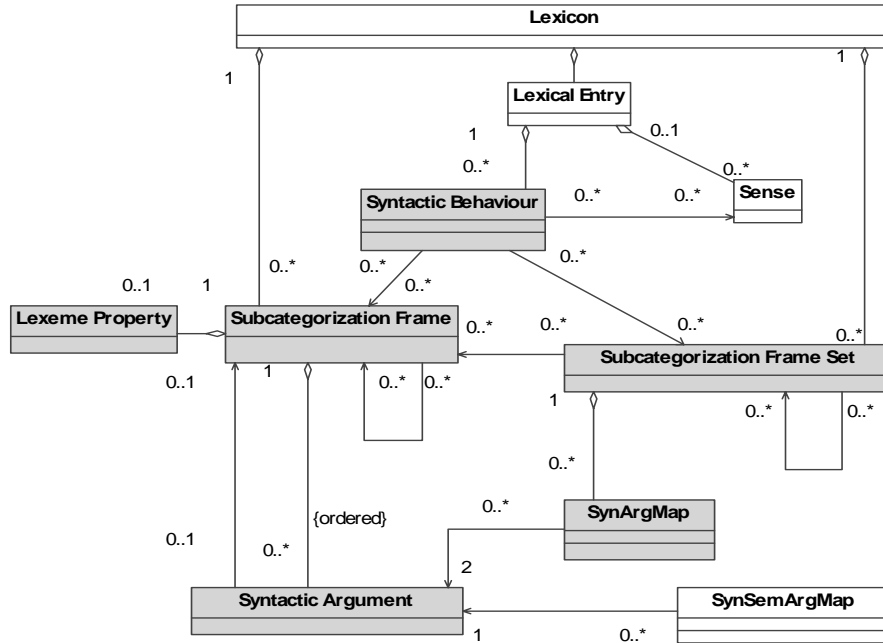 Lexicon
1
1
Lexical Entry
1
0..1
0..*
0..*
Syntactic Behaviour
0..*
0..*
Sense
0..*
0..*
0..*
0..*
0..1
1
0..*
0..*
Lexeme Property
Subcategorization Frame
0..*
0..*
Subcategorization Frame Set
0..1
1
0..*
0..*
1
0..*
0..*
0..*
0..*
SynArgMap
{ordered}
0..1
0..*
2
Syntactic Argument
SynSemArgMap
1
0..*